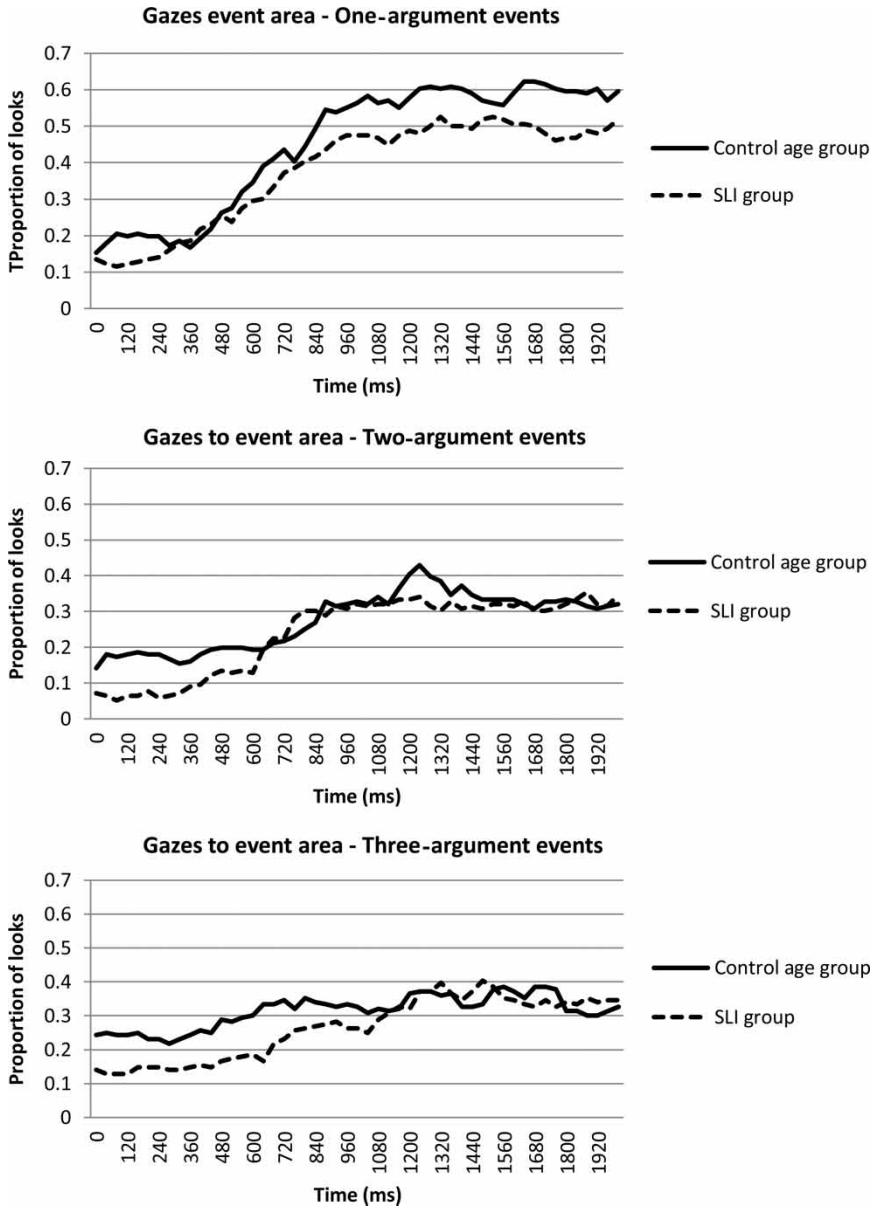 Gazes event area - One-argument events
TProportion of looks
0.7
0.6
0.5
0.4
0.3
0.2
0.1
0
0 120 240 360 480 600 720 840 960 1080 1200 1320 1440 1560 1680 1800 1920
Time (ms)
Control age group
SLI group
Gazes to event area - Two-argument events
Proportion of looks
0.7
0.6
0.5
0.4
0.3
0.2
0.1
0
0 120 240 360 480 600 720 840 960 1080 1200 1320 1440 1560 1680 1800 1920
Time (ms)
Control age group
SLI group
Gazes to event area - Three-argument events
Proportion of looks
0.7
0.6
0.5
0.4
0.3
0.2
0.1
0
0 120 240 360 480 600 720 840 960 1080 1200 1320 1440 1560 1680 1800 1920
Time (ms)
Control age group
SLI group